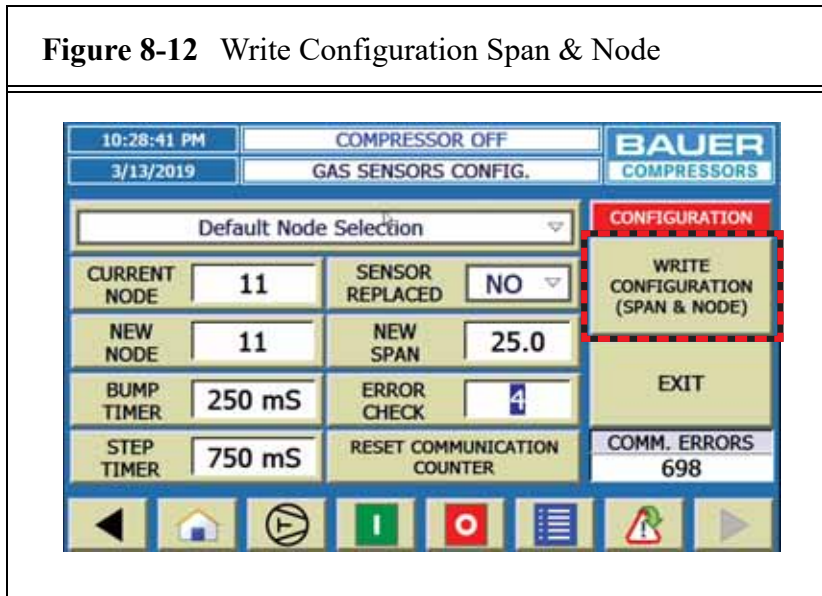 Figure 8-12 Write Configuration Span & Node
10:28:41 PM
COMPRESSOR OFF
BAUER
3/13/2019
GAS SENSORS CONFIG.
COMPRESSORS
Default Node Selection
CONFIGURATION
CURRENT
NODE
11
SENSOR
REPLACED
NO
WRITE
CONFIGURATION
(SPAN & NODE)
NEW
NODE
11
NEW
SPAN
25.0
BUMP
TIMER
250 mS
ERROR
CHECK
4
EXIT
STEP
TIMER
750 mS
RESET COMMUNICATION
COUNTER
COMM. ERRORS
698
I
O